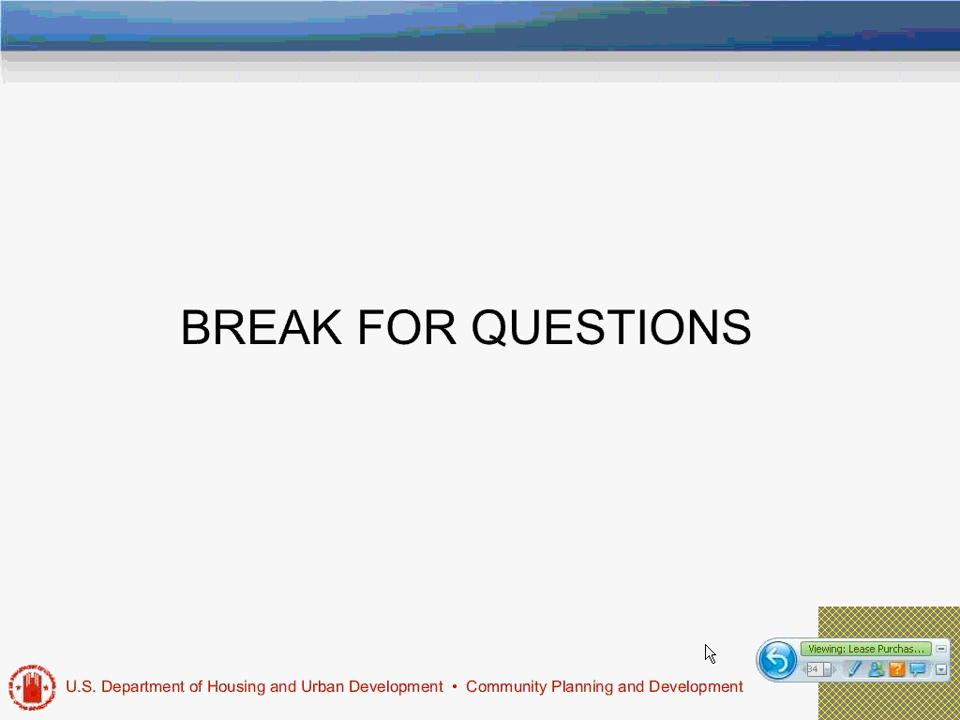 BREAK FOR QUESTIONS
Viewing: Lease Purchas...
34
U.S. Department of Housing and Urban Development • Community Planning and Development